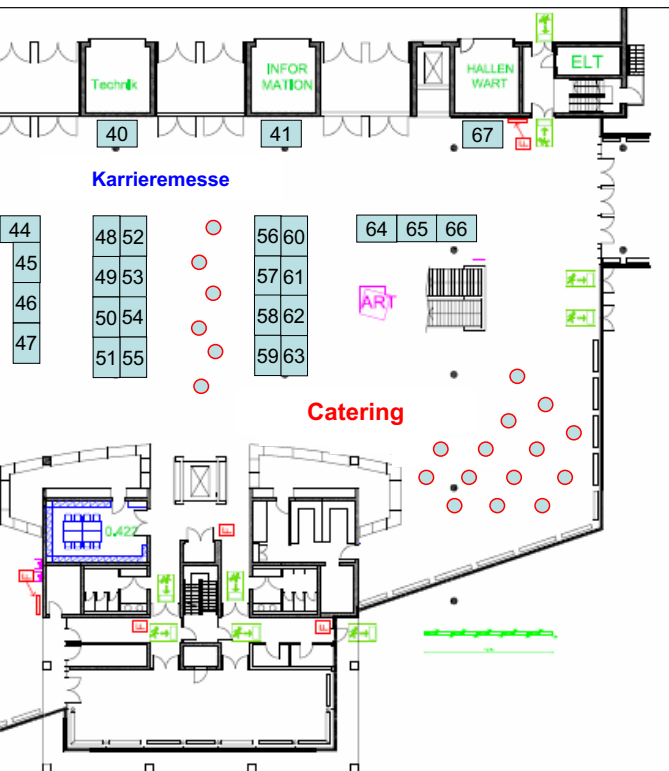 Technik
INFOR
MATION
HALLEN
WART
ELT
40
41
67
F
Karrieremesse
44
45
46
47
48 52
49 53
50 54
51 55
56 60
57 61
58 62
59 63
64 65 66
ART
Catering
0.422
F
F
F
F